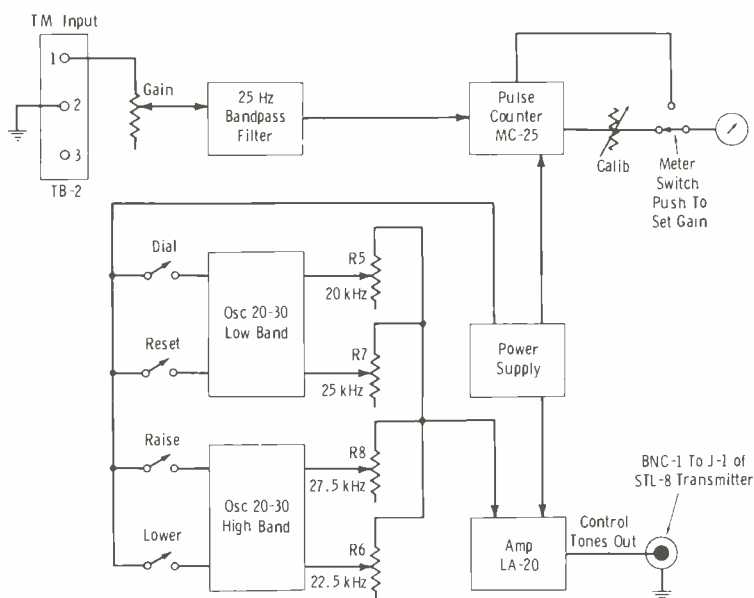 TM Input
1
2
3
TB-2
Gain
25 Hz
Bandpass
Filter
Pulse
Counter
MC-25
Calib
Meter
Switch
Push To
Set Gain
Dial
Reset
Raise
Lower
Osc 20-30
Low Band
Osc 20-30
High Band
R5
20 kHz
R7
25 kHz
R8
27.5 kHz
R6
22.5 kHz
Power
Supply
Amp
LA-20
Control
Tones Out
BNC-1 To J-1 of
STL-8 Transmitter